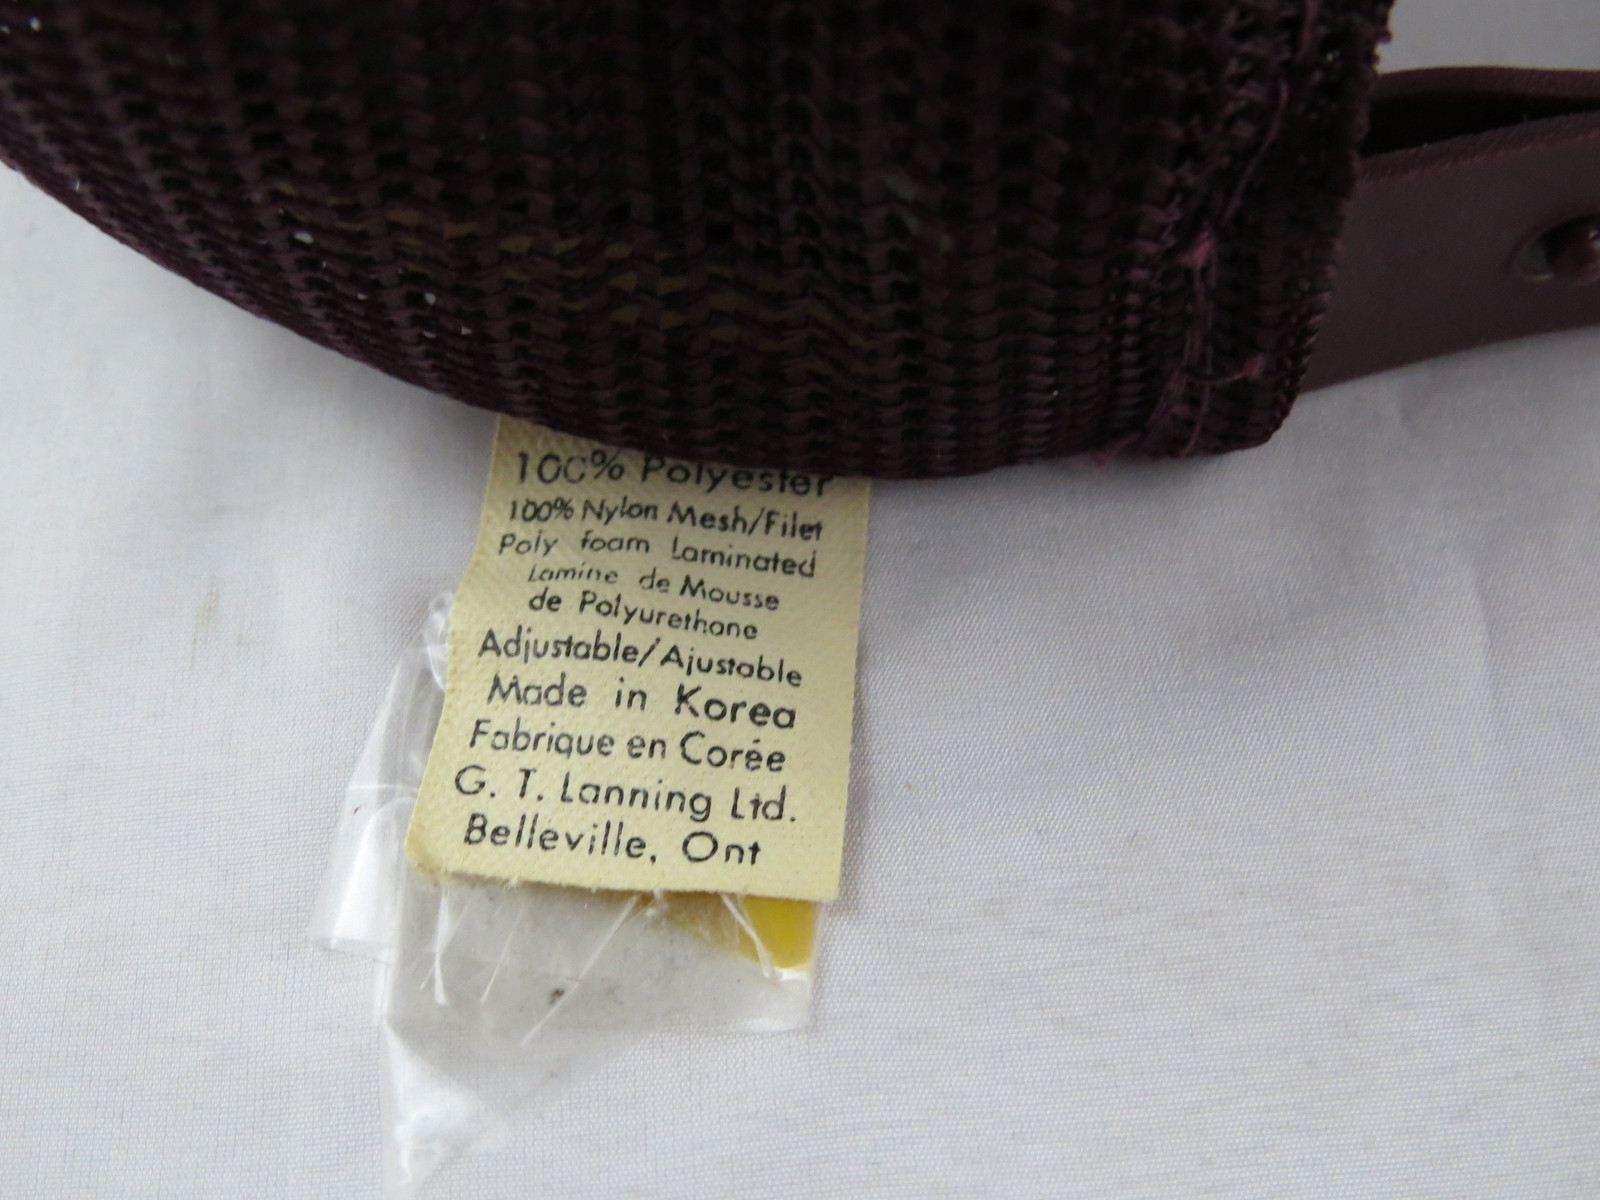 100% Polyester
100% Nylon Mesh/Filet
Poly foam Laminated
Lamine de Mousse
de Polyurethane
Adjustable/Ajustable
Made in Korea
Fabrique en Corée
G. T. Lanning Ltd.
Belleville, Ont